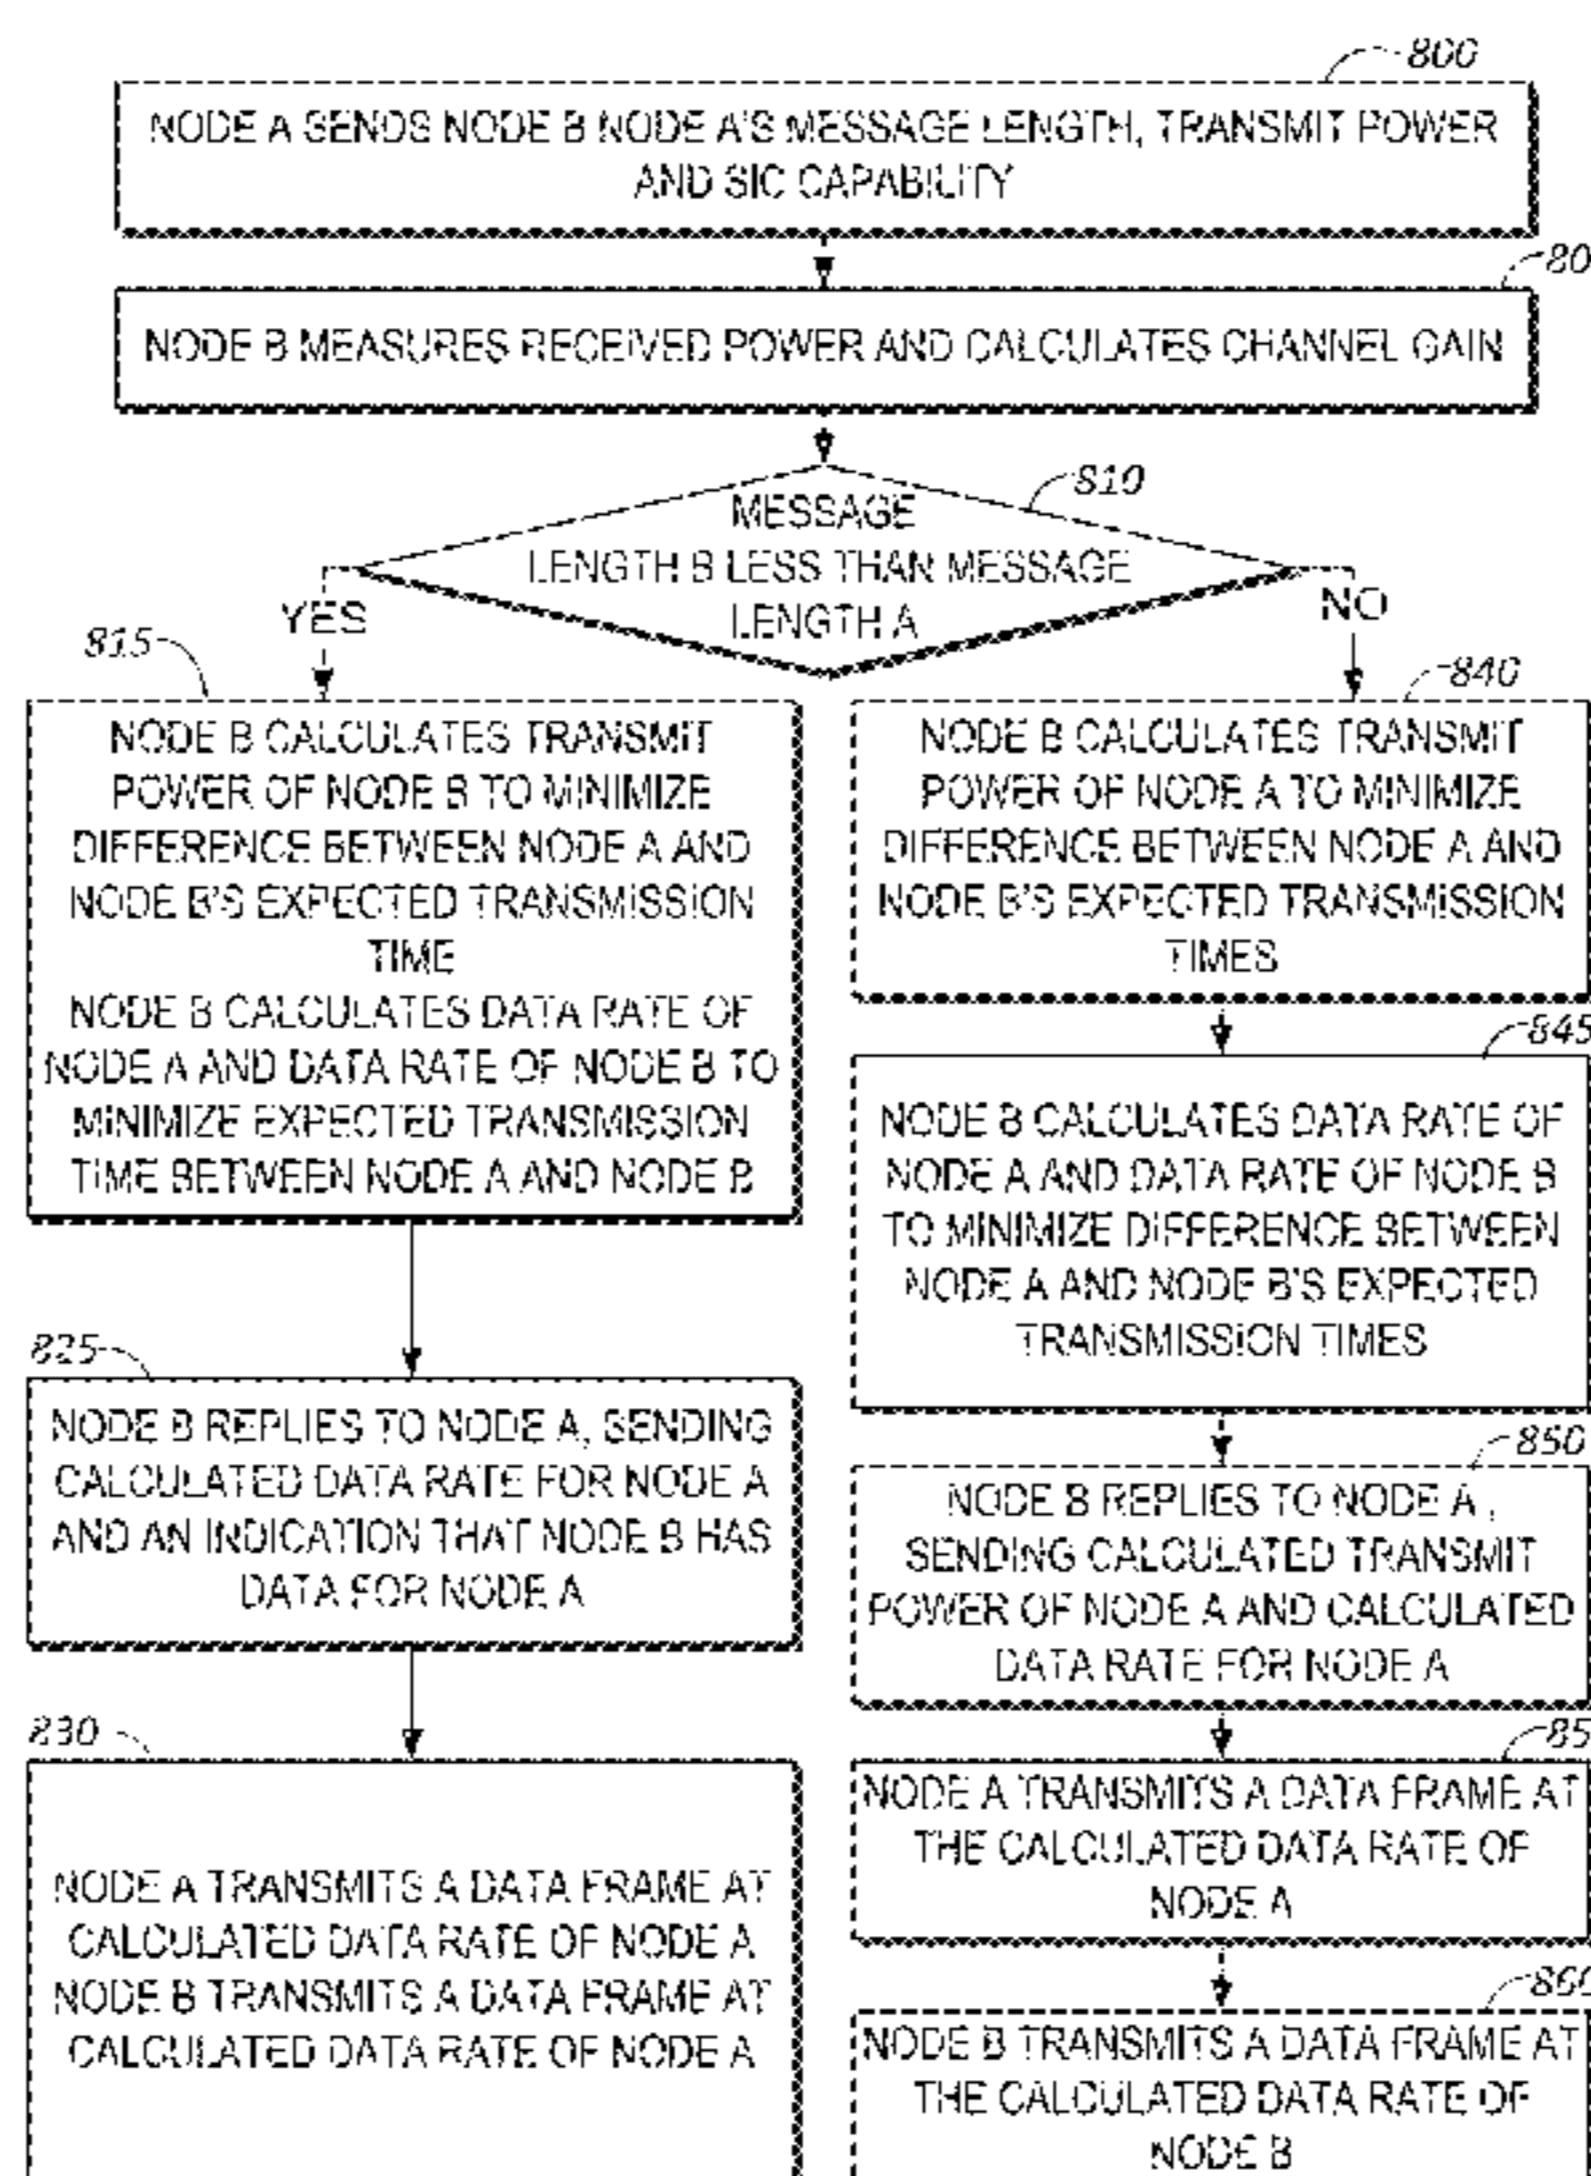 800
NODE A SENDS NODE B NODE A'S MESSAGE LENGTH, TRANSMIT POWER
AND SIC CAPABILITY
80
NODE B MEASURES RECEIVED POWER AND CALCULATES CHANNEL GAIN
810
MESSAGE
LENGTH B LESS THAN MESSAGE
LENGTH A
YES
NO
815
NODE B CALCULATES TRANSMIT
POWER OF NODE B TO MINIMIZE
DIFFERENCE BETWEEN NODE A AND
NODE B'S EXPECTED TRANSMISSION
TIME
NODE B CALCULATES DATA RATE OF
NODE A AND DATA RATE OF NODE B TO
MINIMIZE EXPECTED TRANSMISSION
TIME BETWEEN NODE A AND NODE B
825
NODE B REPLIES TO NODE A, SENDING
CALCULATED DATA RATE FOR NODE A
AND AN INDICATION THAT NODE B HAS
DATA FOR NODE A
830
NODE A TRANSMITS A DATA FRAME AT
CALCULATED DATA RATE OF NODE A
NODE B TRANSMITS A DATA FRAME AT
CALCULATED DATA RATE OF NODE A
840
NODE B CALCULATES TRANSMIT
POWER OF NODE A TO MINIMIZE
DIFFERENCE BETWEEN NODE A AND
NODE B'S EXPECTED TRANSMISSION
TIMES
845
NODE B CALCULATES DATA RATE OF
NODE A AND DATA RATE OF NODE B
TO MINIMIZE DIFFERENCE BETWEEN
NODE A AND NODE B'S EXPECTED
TRANSMISSION TIMES
850
NODE B REPLIES TO NODE A ,
SENDING CALCULATED TRANSMIT
POWER OF NODE A AND CALCULATED
DATA RATE FOR NODE A
85
NODE A TRANSMITS A DATA FRAME AT
THE CALCULATED DATA RATE OF
NODE A
860
NODE B TRANSMITS A DATA FRAME AT
THE CALCULATED DATA RATE OF
NODE B